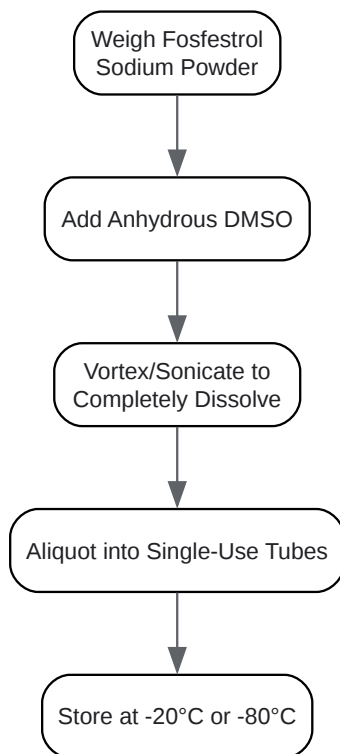 Weigh Fosfestrol
Sodium Powder
Add Anhydrous DMSO
Vortex/Sonicate to
Completely Dissolve
Aliquot into Single-Use Tubes
Store at -20°C or -80°C